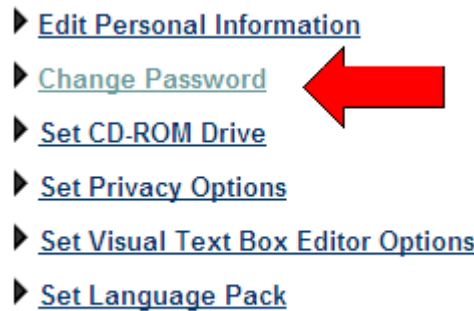 Edit Personal Information
Change Password
Set CD-ROM Drive
Set Privacy Options
Set Visual Text Box Editor Options
Set Language Pack